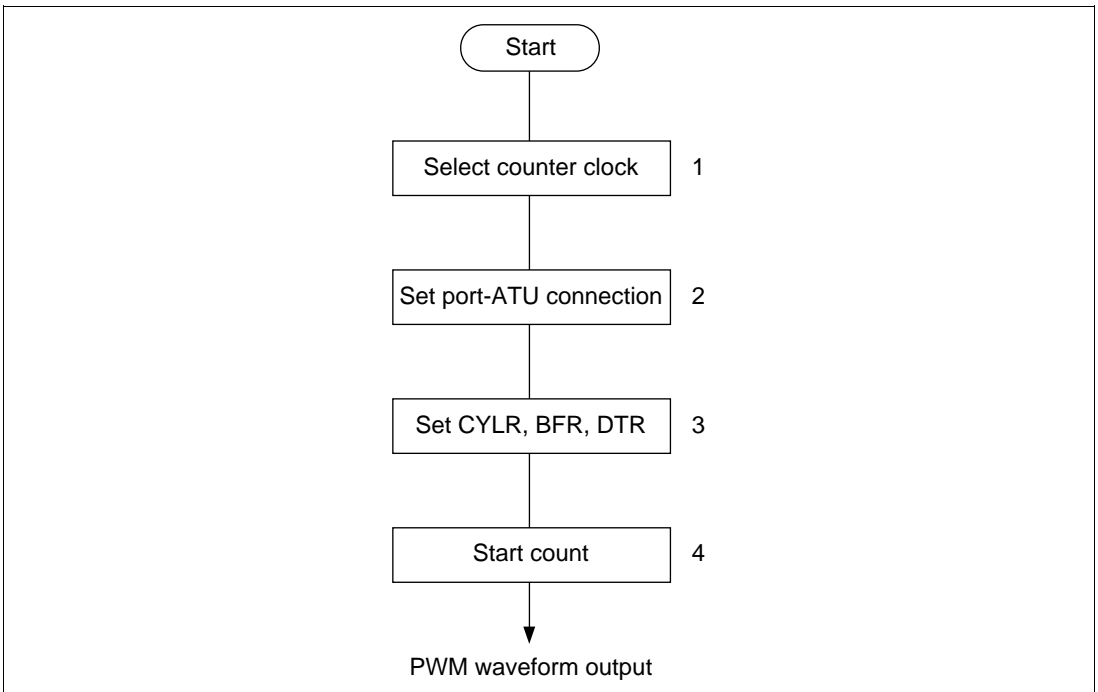 Start
Select counter clock 1
Set port-ATU connection 2
Set CYLR, BFR, DTR 3
Start count 4
PWM waveform output